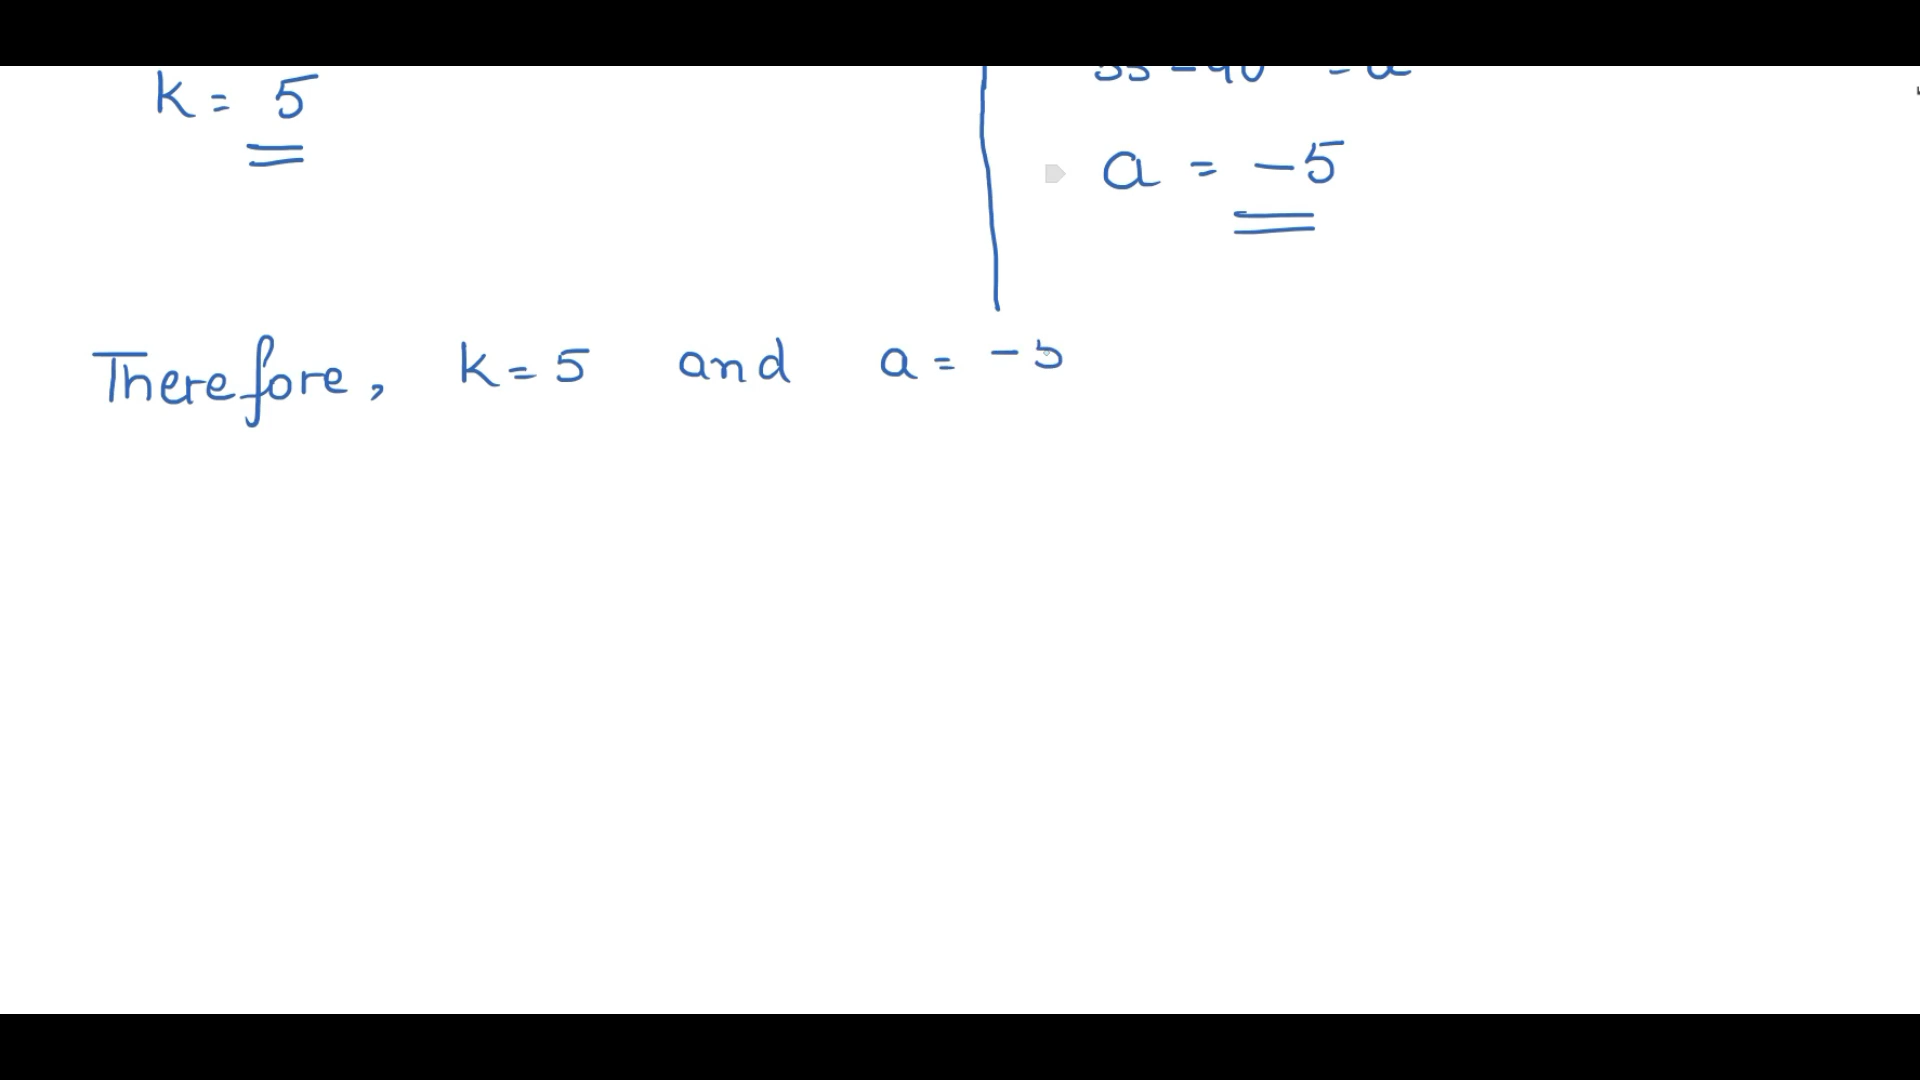 k = 5
a = -5
Therefore, k = 5 and a = -5